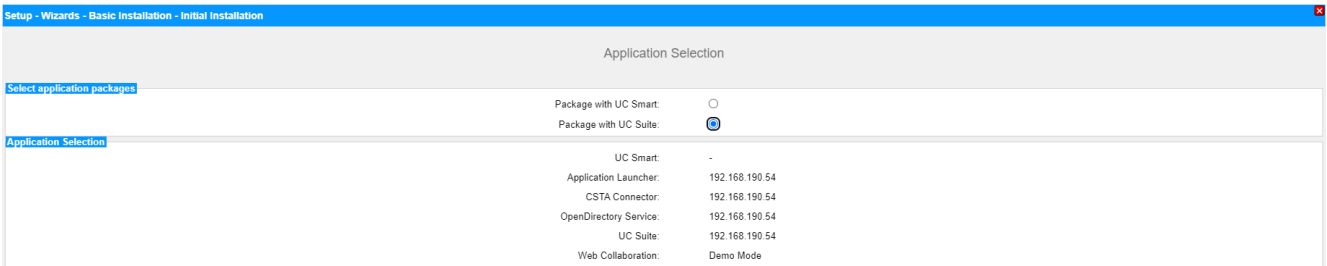 Setup - Wizards - Basic Installation - Initial Installation
Application Selection
Select application packages
Package with UC Smart:
Package with UC Suite:
Application Selection
UC Smart: -
Application Launcher: 192.168.190.54
CSTA Connector: 192.168.190.54
OpenDirectory Service: 192.168.190.54
UC Suite: 192.168.190.54
Web Collaboration: Demo Mode